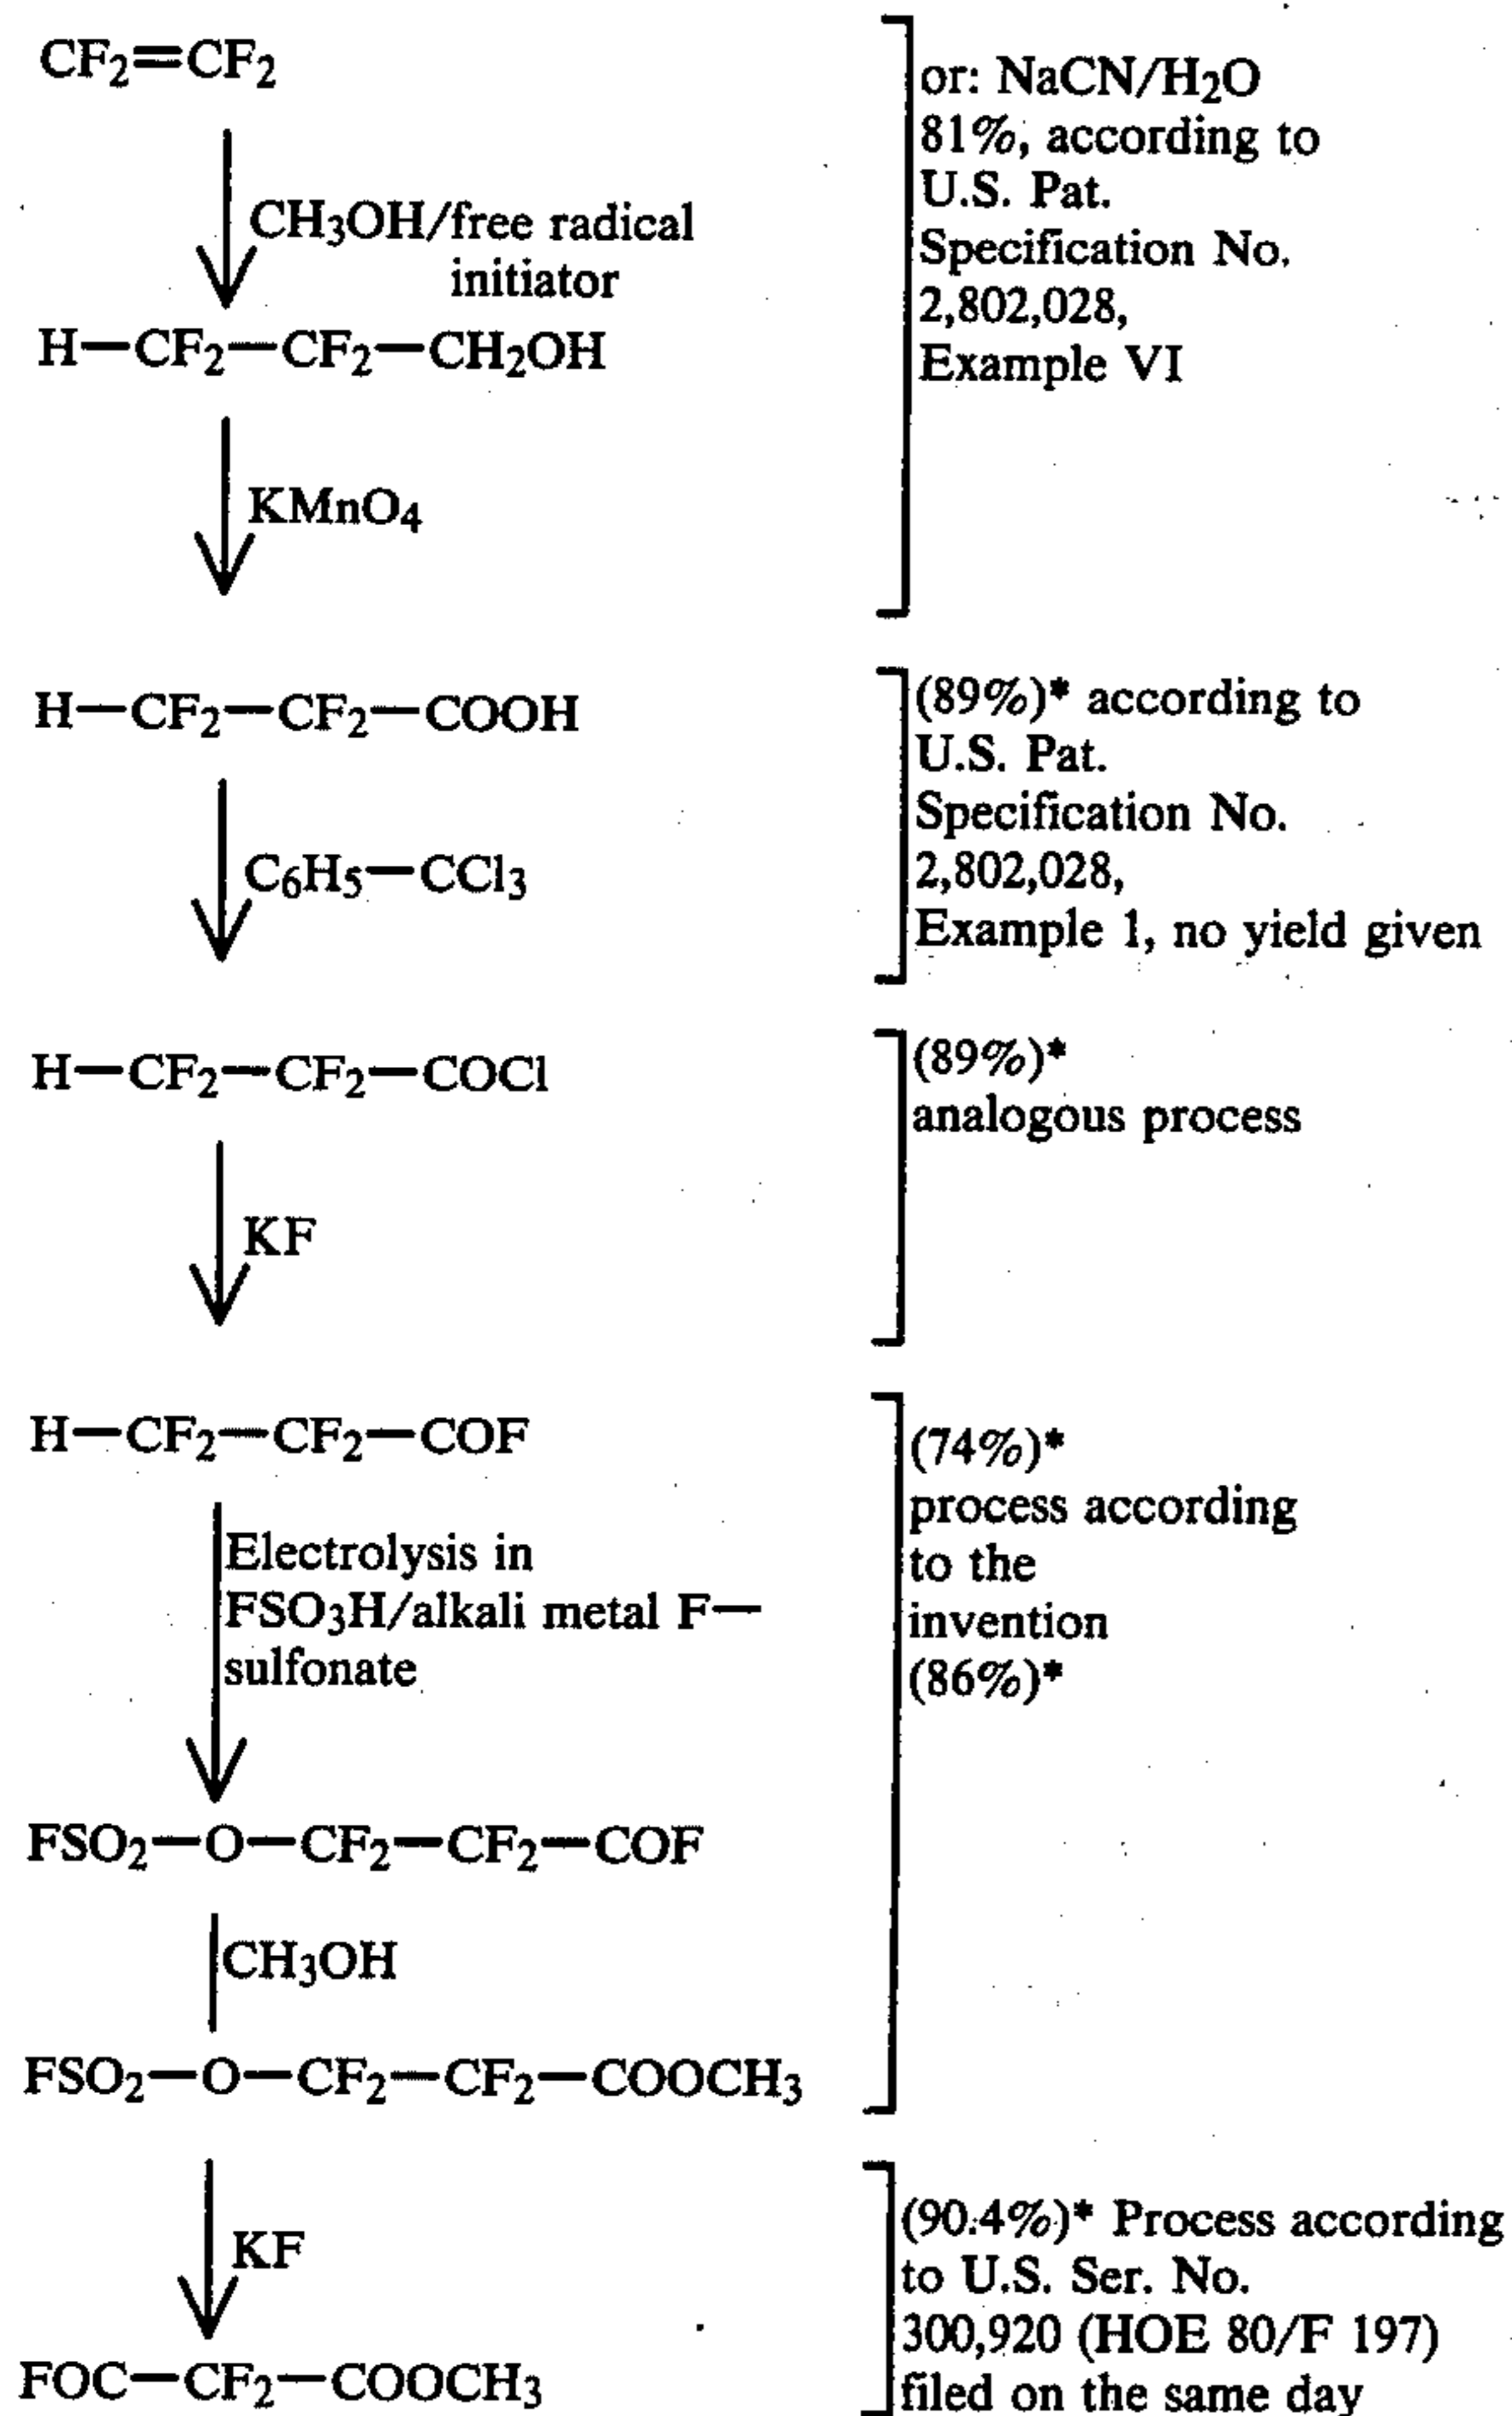 CF2=CF2
CH3OH/free radical
initiator
H—CF2—CF2—CH2OH
KMnO4
or: NaCN/H2O
81%, according to
U.S. Pat.
Specification No.
2,802,028,
Example VI
H—CF2—CF2—COOH
C6H5—CCl3
(89%)* according to
U.S. Pat.
Specification No.
2,802,028,
Example 1, no yield given
H—CF2—CF2—COCl
KF
(89%)*
analogous process
H—CF2—CF2—COF
Electrolysis in
FSO3H/alkali metal F—
sulfonate
FSO2—O—CF2—CF2—COF
CH3OH
FSO2—O—CF2—CF2—COOCH3
(74%)*
process according
to the
invention
(86%)*
KF
FOC—CF2—COOCH3
(90.4%)* Process according
to U.S. Ser. No.
300,920 (HOE 80/F 197)
filed on the same day